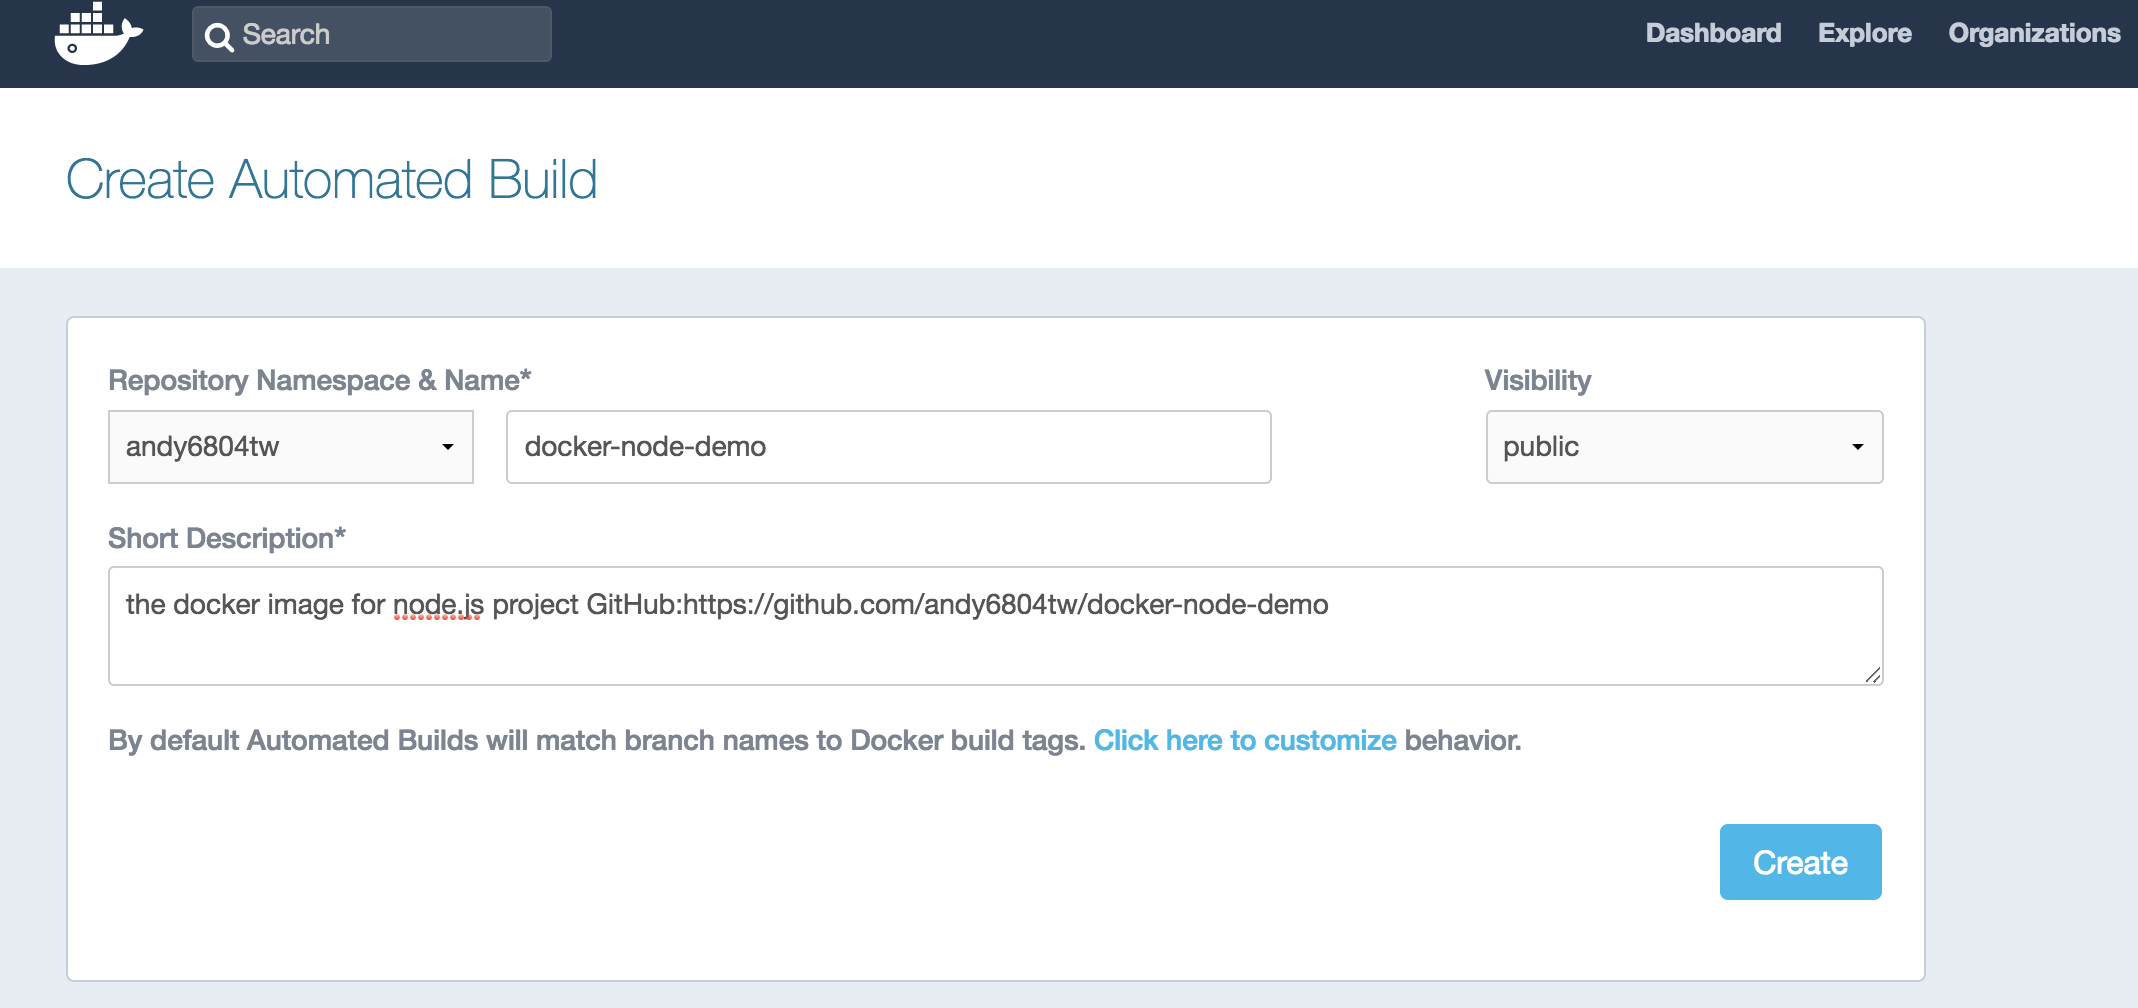 Search
Dashboard Explore Organizations
Create Automated Build
Repository Namespace & Name*
Visibility
andy6804tw
docker-node-demo
public
Short Description*
the docker image for node.js project GitHub:https://github.com/andy6804tw/docker-node-demo
By default Automated Builds will match branch names to Docker build tags. Click here to customize behavior.
Create